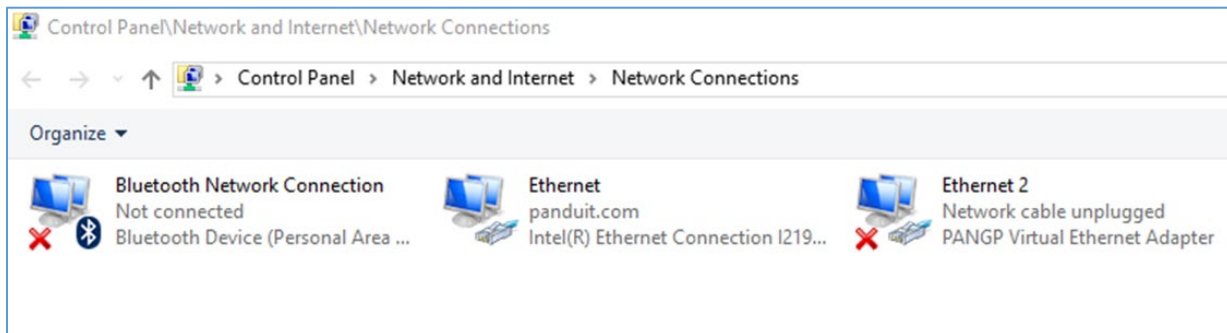 Control Panel\Network and Internet\Network Connections
Control Panel > Network and Internet > Network Connections
Organize
Bluetooth Network Connection
Not connected
Bluetooth Device (Personal Area ...
Ethernet
panduit.com
Intel(R) Ethernet Connection I219...
Ethernet 2
Network cable unplugged
PANGP Virtual Ethernet Adapter